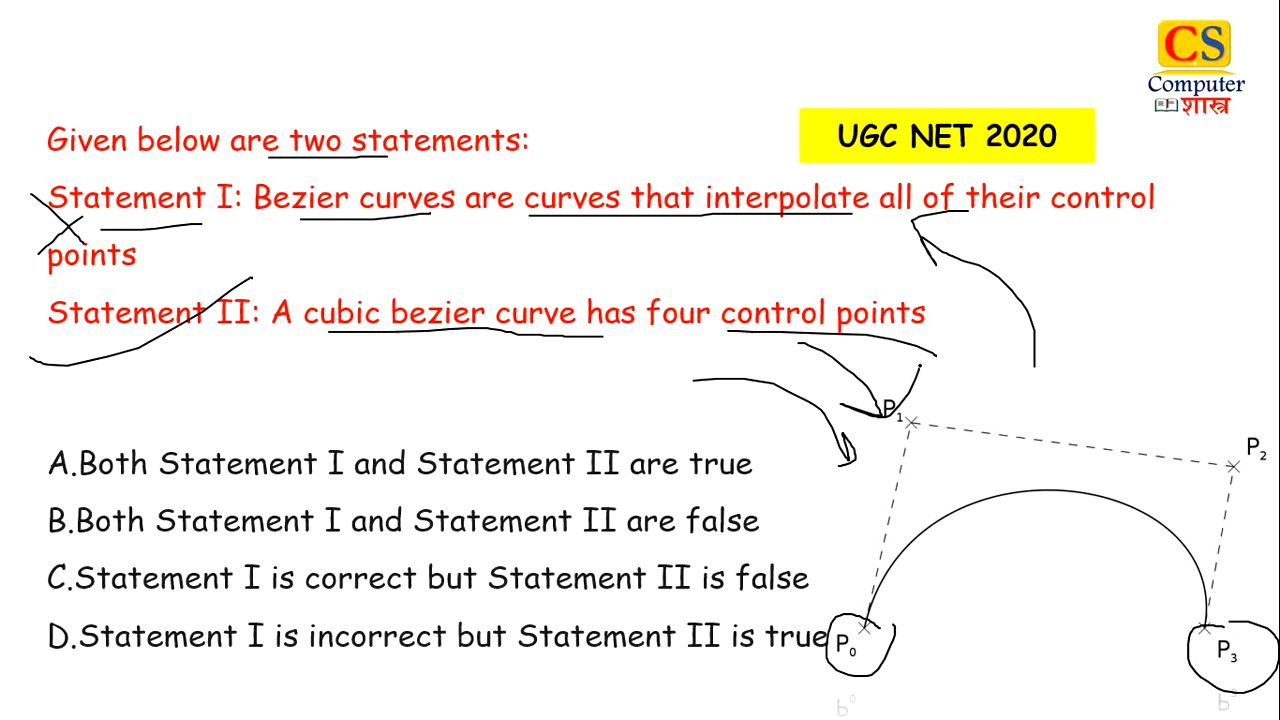 CS
Computer
शास्त्र
Given below are two statements:
UGC NET 2020
Statement I: Bezier curves are curves that interpolate all of their control
points
Statement II: A cubic bezier curve has four control points
P₁
P₂
A.Both Statement I and Statement II are true
B.Both Statement I and Statement II are false
C.Statement I is correct but Statement II is false
D.Statement I is incorrect but Statement II is true
P₀
P₃